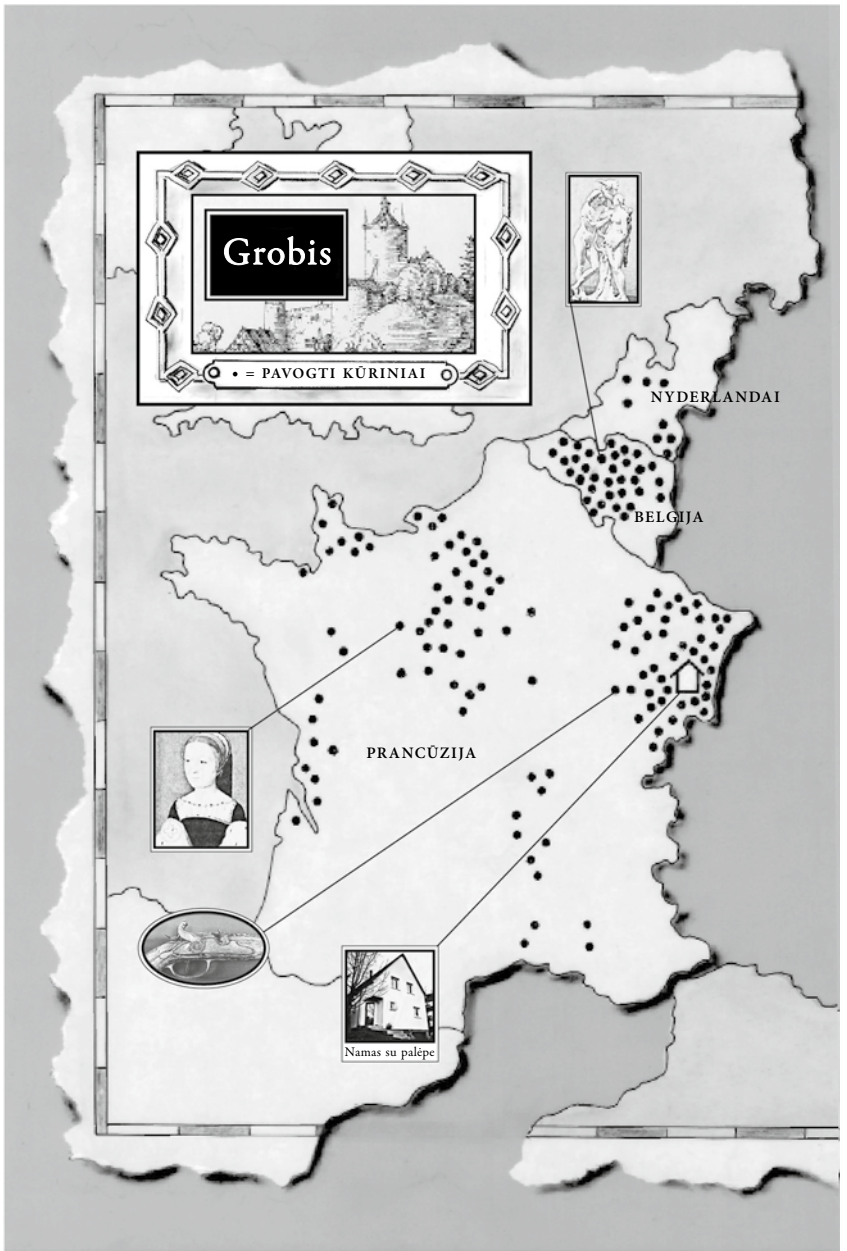 Grobis
• = PAVOGTI KŪRINIAI
NYDERLANDAI
BELGIJA
PRANCŪZIJA
Namas su palėpe